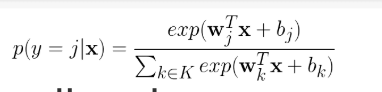 p(y = j|𝐱) = exp(𝐰_j^T 𝐱 + b_j) / ∑_{k∈K} exp(𝐰_k^T 𝐱 + b_k)